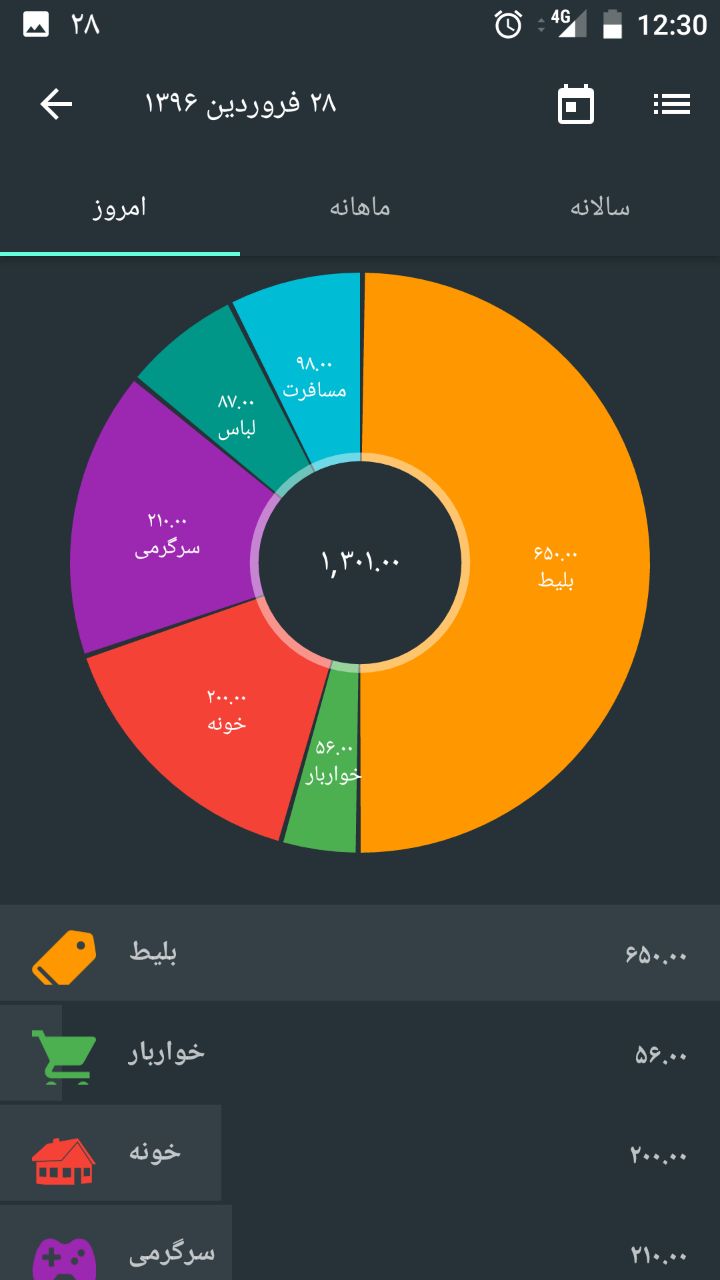 ۲۸
4G
12:30
۲۸ فروردین ۱۳۹۶
سالانه
ماهانه
امروز
۹۸.۰۰
مسافرت
۸۷.۰۰
لباس
۲۱۰.۰۰
سرگرمی
۱,۳۰۱.۰۰
۶۵۰.۰۰
بلیط
۲۰۰.۰۰
خونه
۵۶.۰۰
خواربار
بلیط ۶۵۰.۰۰
خواربار ۵۶.۰۰
خونه ۲۰۰.۰۰
سرگرمی ۲۱۰.۰۰